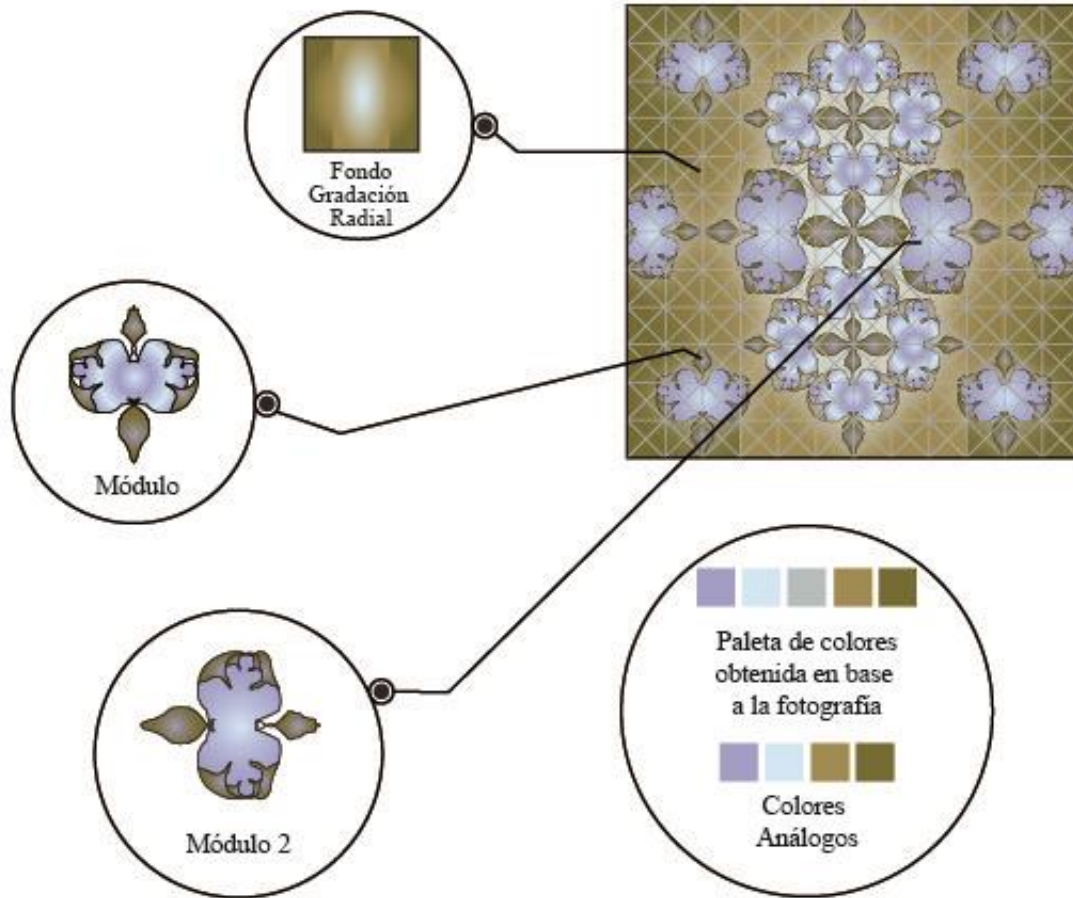 Fondo
Gradación
Radial
Módulo
Módulo 2
Paleta de colores
obtenida en base
a la fotografía
Colores
Análogos